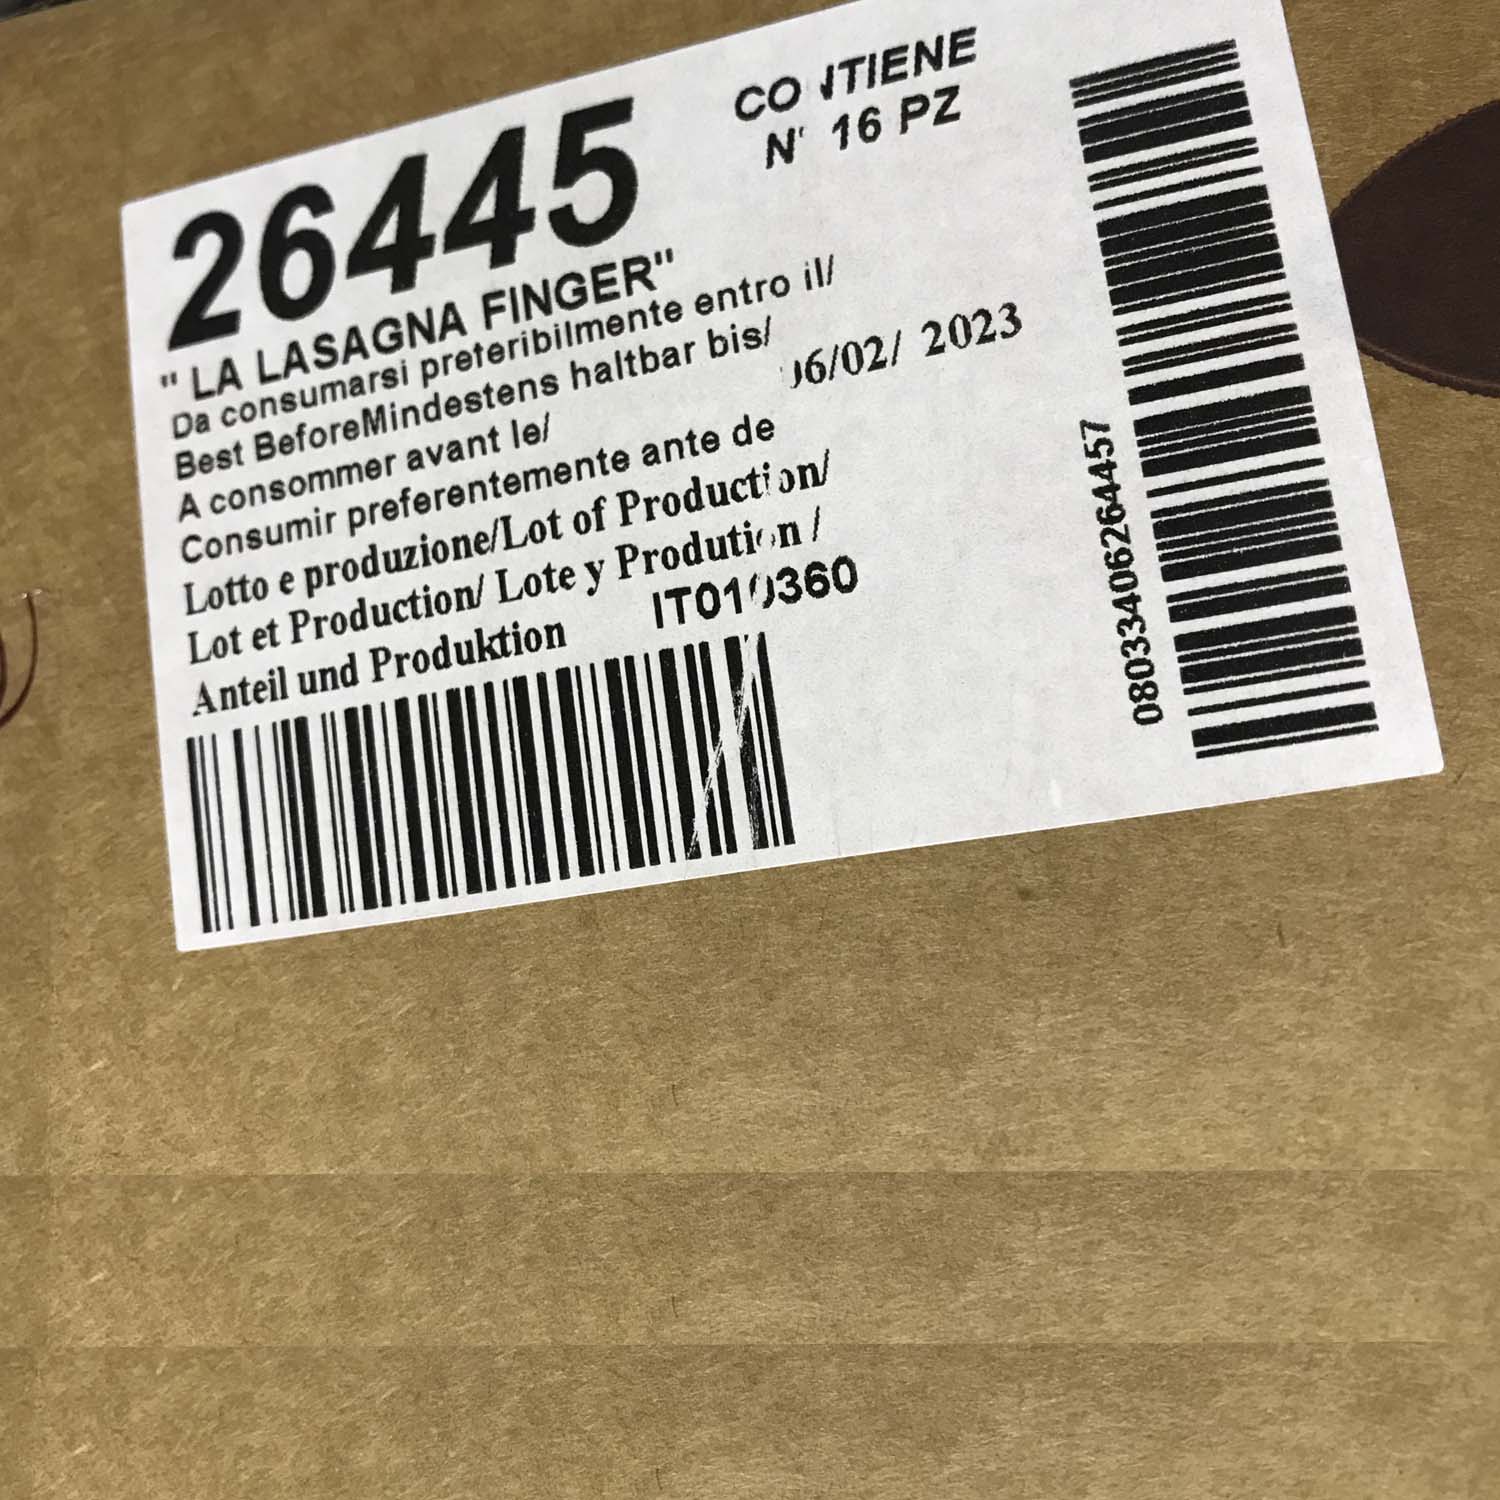 26445
CONTIENE
N° 16 PZ
" LA LASAGNA FINGER"
Da consumarsi preferibilmente entro il/
Best BeforeMindestens haltbar bis/
06/02/ 2023
A consommer avant le/
Consumir preferentemente ante de
Lotto e produzione/Lot of Production/
Lot et Production/ Lote y Prodution /
Anteil und Produktion
IT010360
08033406264457